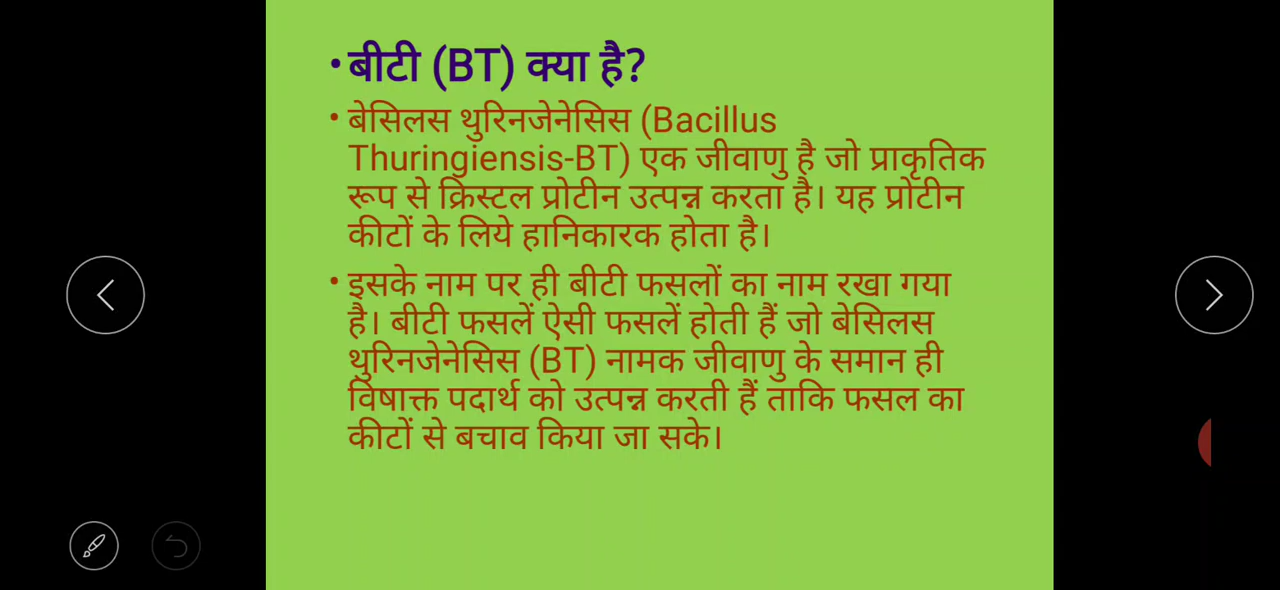 • बीटी (BT) क्या है?
• बेसिलस थुरिनजेनेसिस (Bacillus
Thuringiensis-BT) एक जीवाणु है जो प्राकृतिक
रूप से क्रिस्टल प्रोटीन उत्पन्न करता है। यह प्रोटीन
कीटों के लिये हानिकारक होता है।
• इसके नाम पर ही बीटी फसलों का नाम रखा गया
है। बीटी फसलें ऐसी फसलें होती हैं जो बेसिलस
थुरिनजेनेसिस (BT) नामक जीवाणु के समान ही
विषाक्त पदार्थ को उत्पन्न करती हैं ताकि फसल का
कीटों से बचाव किया जा सके।